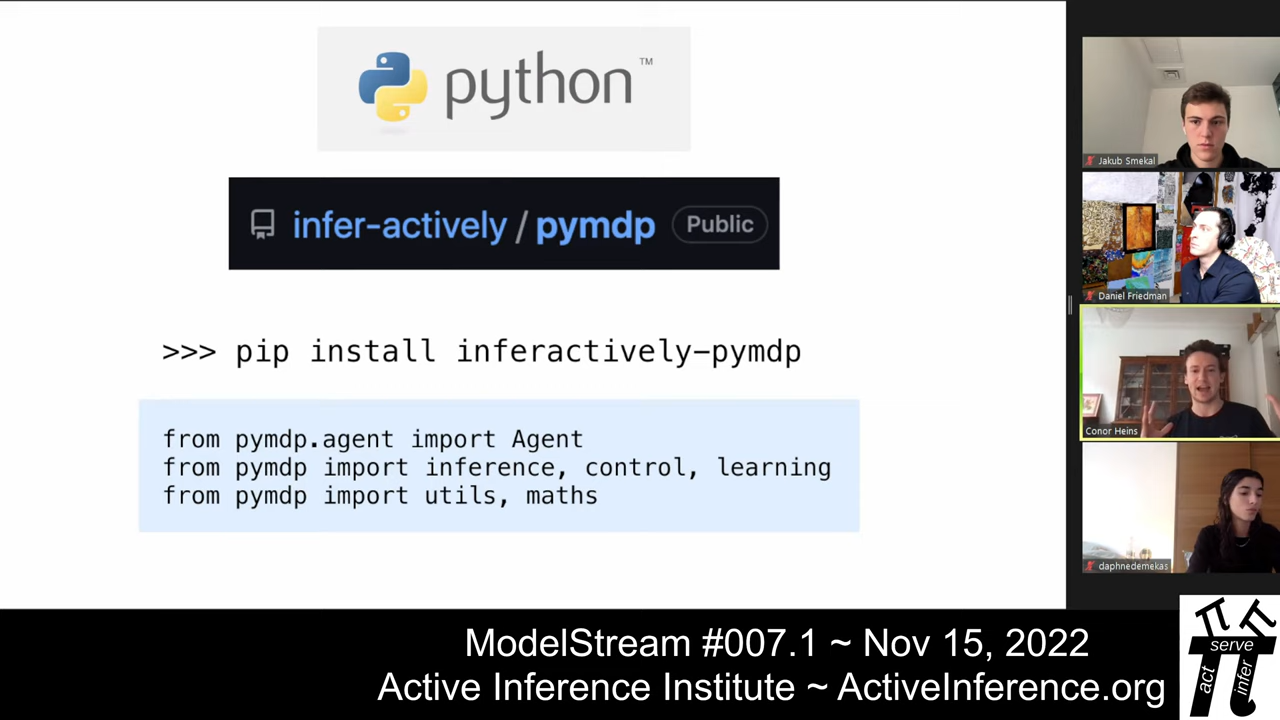 python™
infer-actively / pymdp Public
>>> pip install inferactively-pymdp
from pymdp.agent import Agent
from pymdp import inference, control, learning
from pymdp import utils, maths
Jakub Smekal
Daniel Friedman
Conor Heins
daphnedemekas
ModelStream #007.1 ~ Nov 15, 2022
Active Inference Institute ~ ActiveInference.org
serve
act
infer